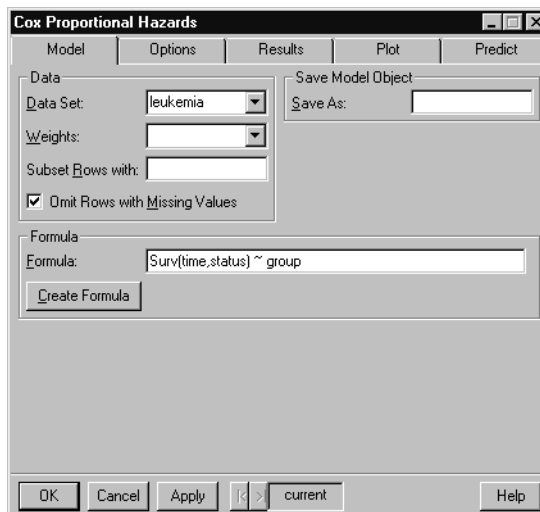 Cox Proportional Hazards
Model Options Results Plot Predict
Data
Data Set: leukemia
Weights:
Subset Rows with:
Omit Rows with Missing Values
Save Model Object
Save As:
Formula
Formula: Surv(time,status) ~ group
Create Formula
OK Cancel Apply current Help